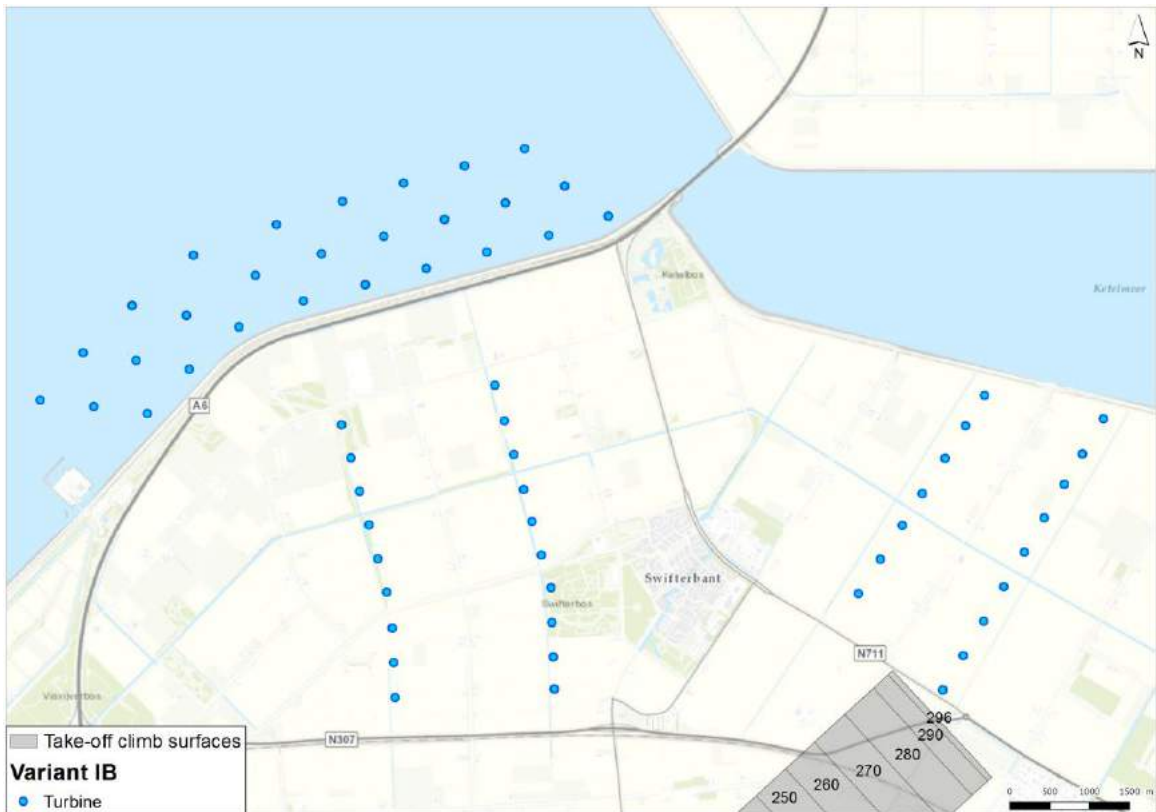 N
Ketelbos
Ketelmeer
A6
Swifterbant
Swifterbos
N711
Visvijverbos
296
290
N307
280
270
260
250
Take-off climb surfaces
Variant IB
Turbine
0 500 1000 1500 m